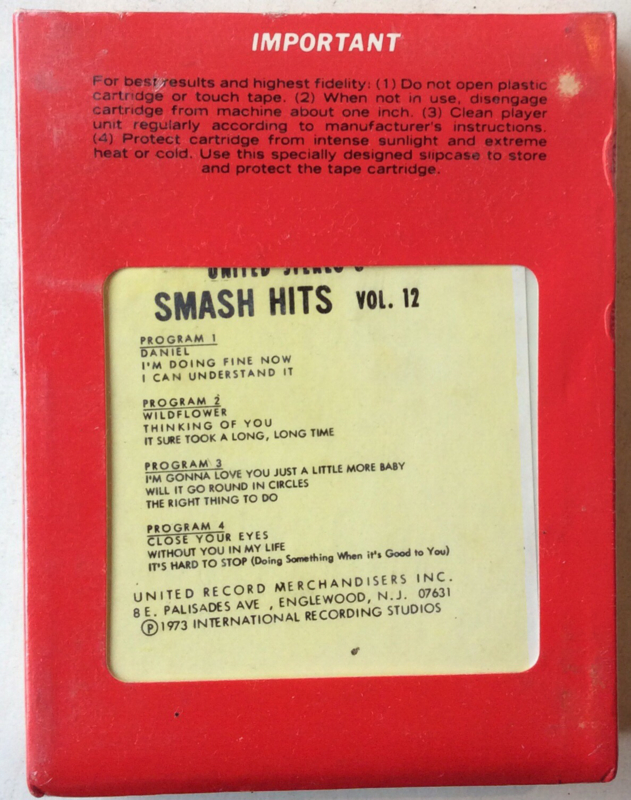 IMPORTANT
For best results and highest fidelity: (1) Do not open plastic
cartridge or touch tape. (2) When not in use, disengage
cartridge from machine about one inch. (3) Clean player
unit regularly according to manufacturer's instructions.
(4) Protect cartridge from intense sunlight and extreme
heat or cold. Use this specially designed slipcase to store
and protect the tape cartridge.
UNITED STEREO 8
SMASH HITS VOL. 12
PROGRAM 1
DANIEL
I'M DOING FINE NOW
I CAN UNDERSTAND IT
PROGRAM 2
WILDFLOWER
THINKING OF YOU
IT SURE TOOK A LONG, LONG TIME
PROGRAM 3
I'M GONNA LOVE YOU JUST A LITTLE MORE BABY
WILL IT GO ROUND IN CIRCLES
THE RIGHT THING TO DO
PROGRAM 4
CLOSE YOUR EYES
WITHOUT YOU IN MY LIFE
IT'S HARD TO STOP (Doing Something When it's Good to You)
UNITED RECORD MERCHANDISERS INC.
8 E. PALISADES AVE , ENGLEWOOD, N.J. 07631
Ⓟ1973 INTERNATIONAL RECORDING STUDIOS